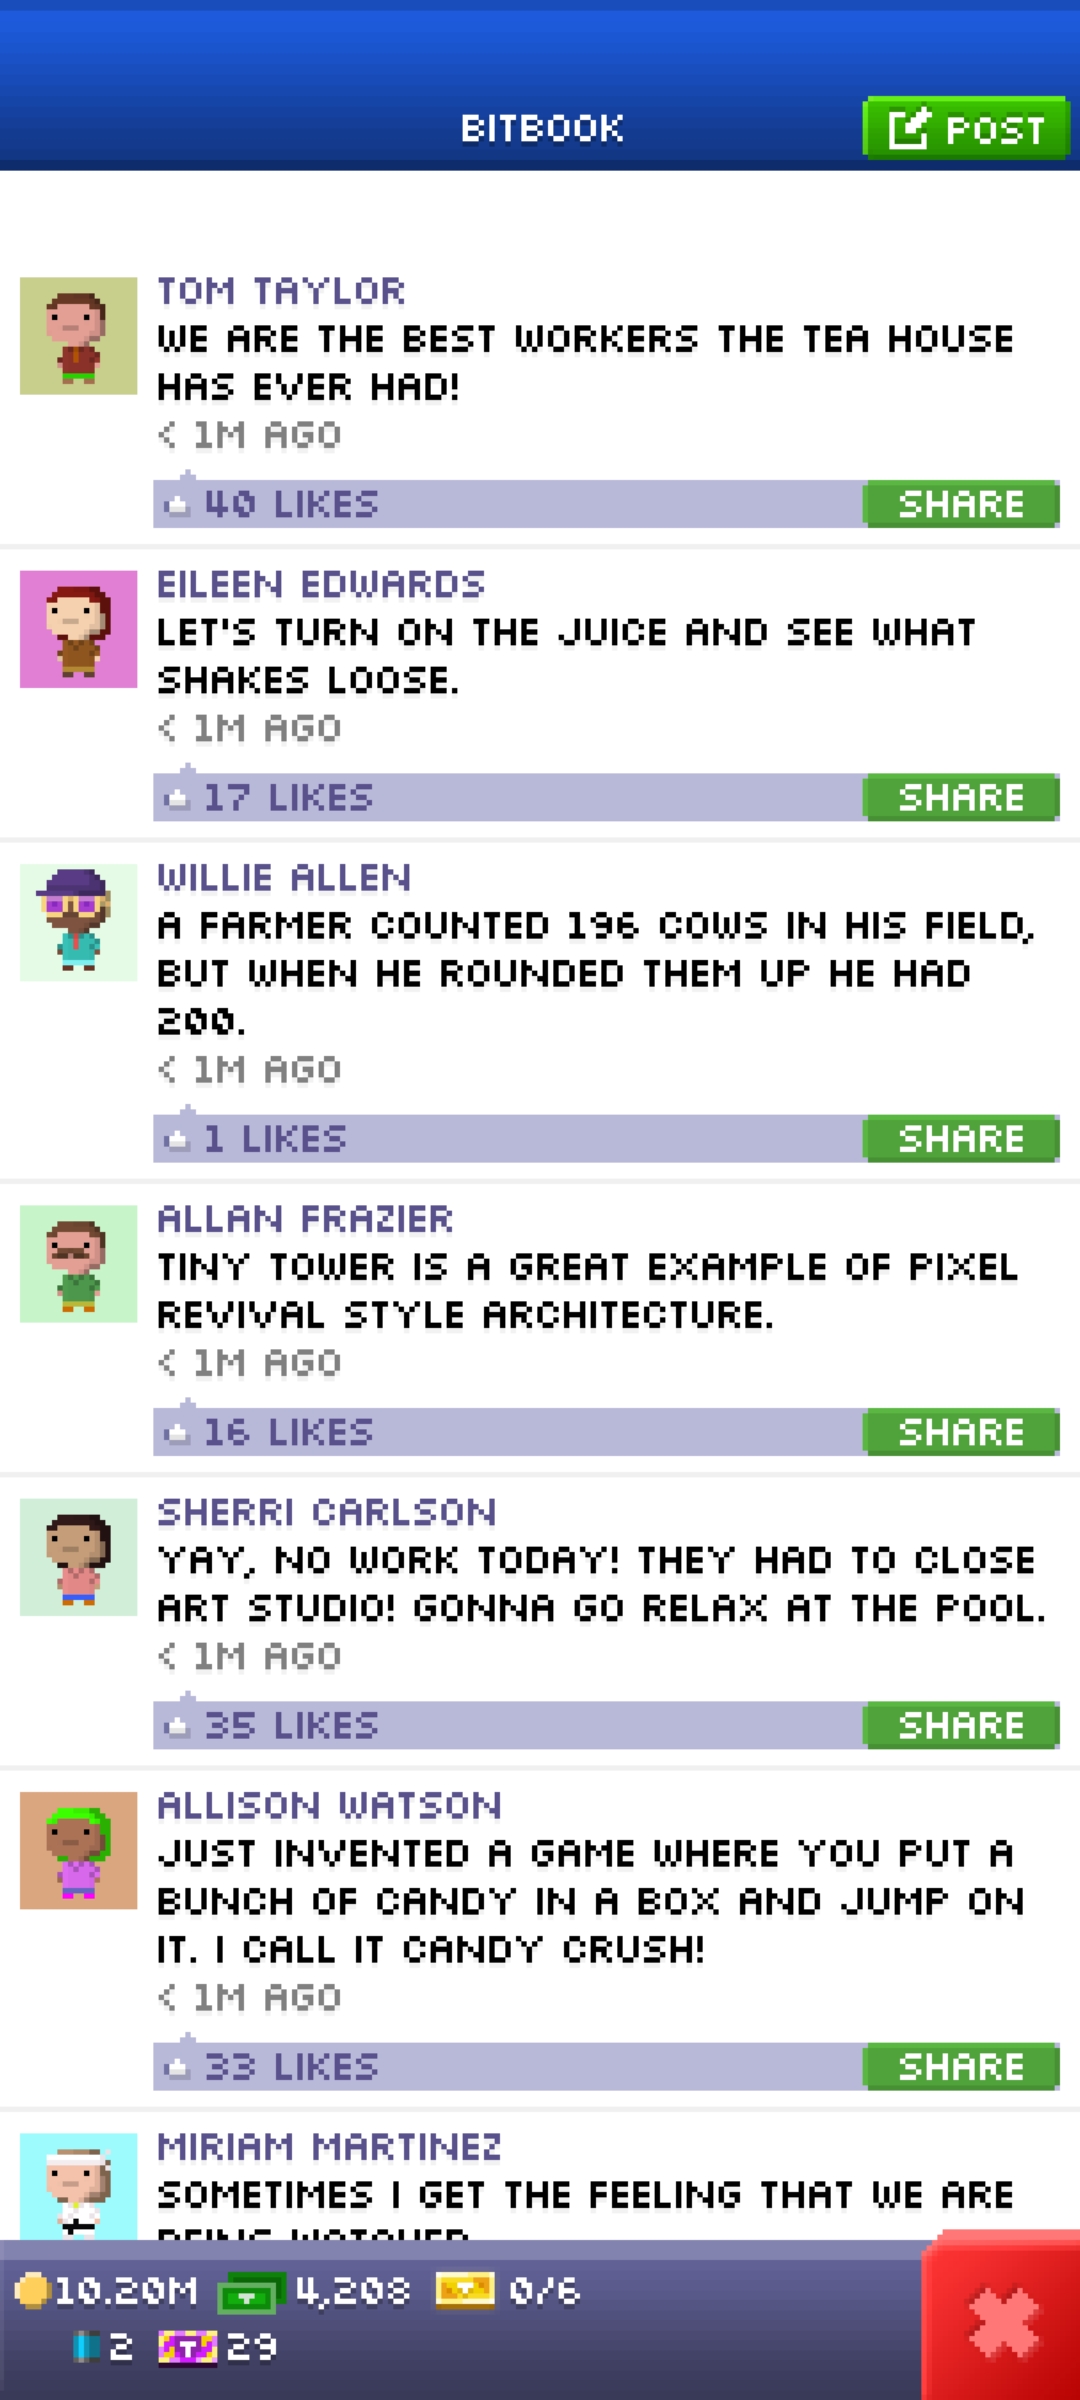 BITBOOK
POST
TOM TAYLOR
WE ARE THE BEST WORKERS THE TEA HOUSE
HAS EVER HAD!
< 1M AGO
40 LIKES
SHARE
EILEEN EDWARDS
LET'S TURN ON THE JUICE AND SEE WHAT
SHAKES LOOSE.
< 1M AGO
17 LIKES
SHARE
WILLIE ALLEN
A FARMER COUNTED 196 COWS IN HIS FIELD,
BUT WHEN HE ROUNDED THEM UP HE HAD
200.
< 1M AGO
1 LIKES
SHARE
ALLAN FRAZIER
TINY TOWER IS A GREAT EXAMPLE OF PIXEL
REVIVAL STYLE ARCHITECTURE.
< 1M AGO
16 LIKES
SHARE
SHERRI CARLSON
YAY, NO WORK TODAY! THEY HAD TO CLOSE
ART STUDIO! GONNA GO RELAX AT THE POOL.
< 1M AGO
35 LIKES
SHARE
ALLISON WATSON
JUST INVENTED A GAME WHERE YOU PUT A
BUNCH OF CANDY IN A BOX AND JUMP ON
IT. I CALL IT CANDY CRUSH!
< 1M AGO
33 LIKES
SHARE
MIRIAM MARTINEZ
SOMETIMES I GET THE FEELING THAT WE ARE
BEING WATCHED
10.20M 4,208 0/6
2 29